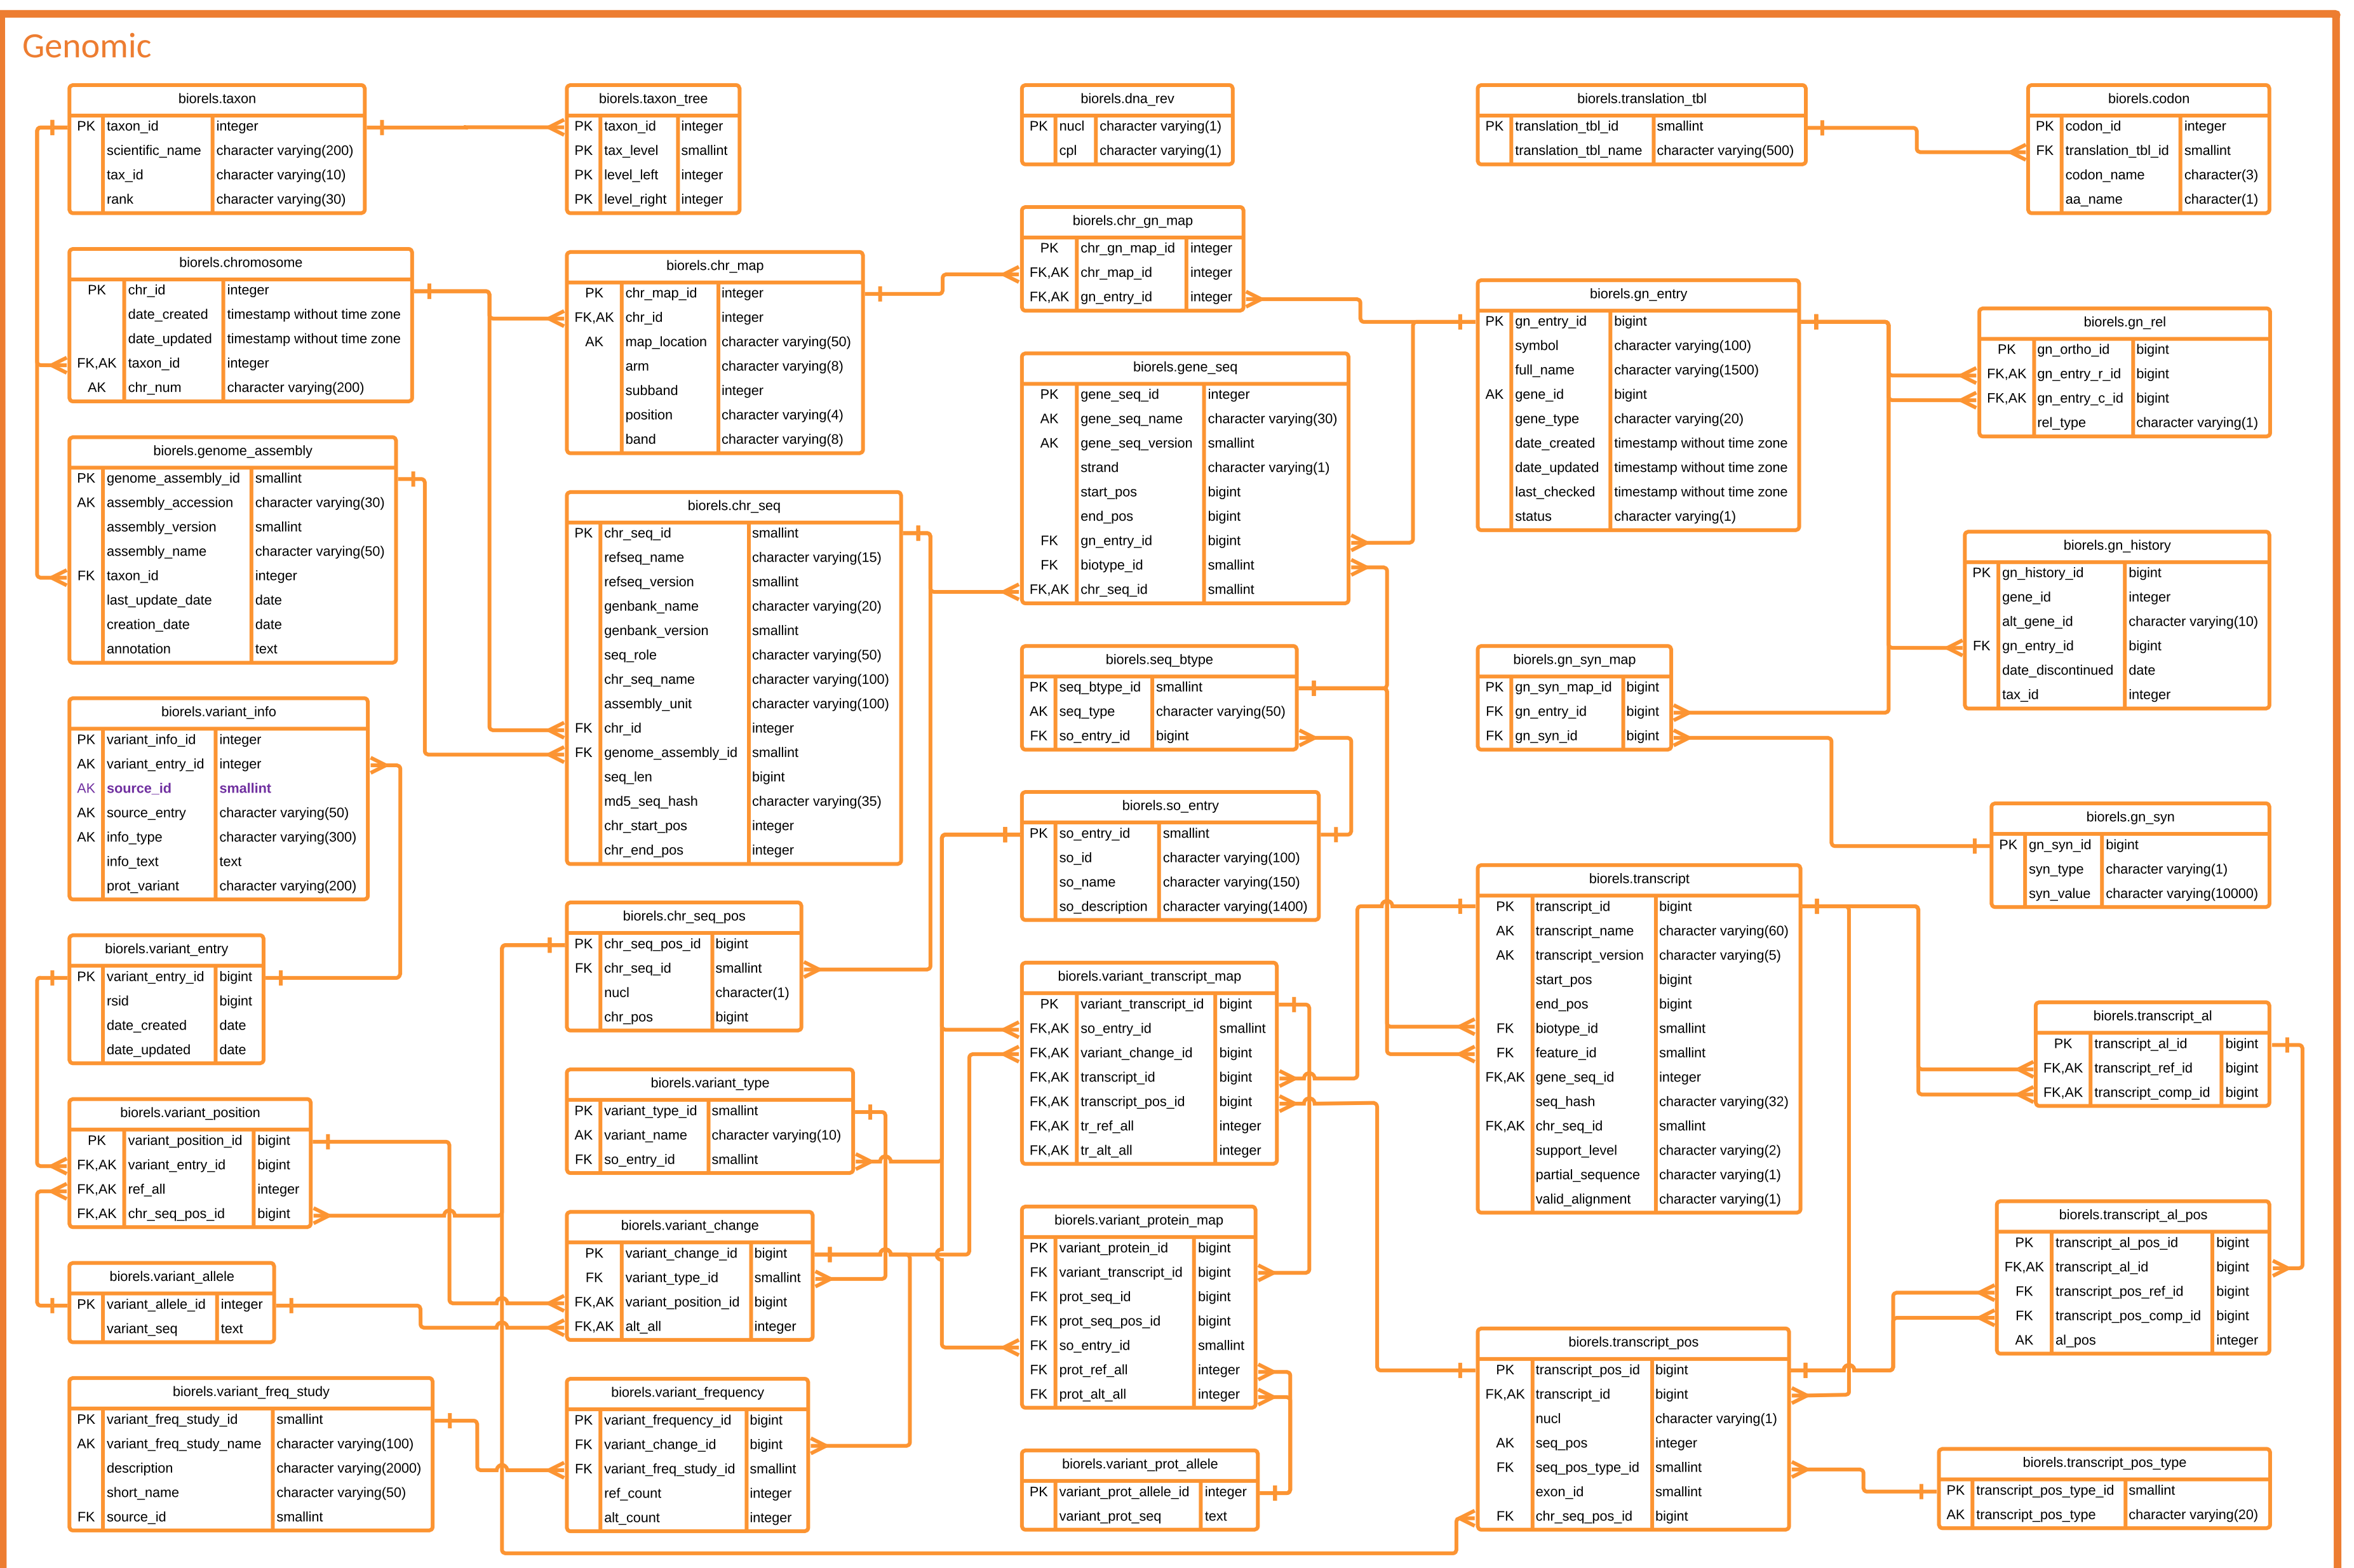 Genomic
biorels.taxon
PK taxon_id integer
scientific_name character varying(200)
tax_id character varying(10)
rank character varying(30)
biorels.taxon_tree
PK taxon_id integer
PK tax_level smallint
PK level_left integer
PK level_right integer
biorels.dna_rev
PK nucl character varying(1)
cpl character varying(1)
biorels.translation_tbl
PK translation_tbl_id smallint
translation_tbl_name character varying(500)
biorels.codon
PK codon_id integer
FK translation_tbl_id smallint
codon_name character(3)
aa_name character(1)
biorels.chromosome
PK chr_id integer
date_created timestamp without time zone
date_updated timestamp without time zone
FK,AK taxon_id integer
AK chr_num character varying(200)
biorels.chr_map
PK chr_map_id integer
FK,AK chr_id integer
AK map_location character varying(50)
arm character varying(8)
subband integer
position character varying(4)
band character varying(8)
biorels.chr_gn_map
PK chr_gn_map_id integer
FK,AK chr_map_id integer
FK,AK gn_entry_id integer
biorels.gn_entry
PK gn_entry_id bigint
symbol character varying(100)
full_name character varying(1500)
AK gene_id bigint
gene_type character varying(20)
date_created timestamp without time zone
date_updated timestamp without time zone
last_checked timestamp without time zone
status character varying(1)
biorels.gn_rel
PK gn_ortho_id bigint
FK,AK gn_entry_r_id bigint
FK,AK gn_entry_c_id bigint
rel_type character varying(1)
biorels.genome_assembly
PK genome_assembly_id smallint
AK assembly_accession character varying(30)
assembly_version smallint
assembly_name character varying(50)
FK taxon_id integer
last_update_date date
creation_date date
annotation text
biorels.chr_seq
PK chr_seq_id smallint
refseq_name character varying(15)
refseq_version smallint
genbank_name character varying(20)
genbank_version smallint
seq_role character varying(50)
chr_seq_name character varying(100)
assembly_unit character varying(100)
FK chr_id integer
FK genome_assembly_id smallint
seq_len bigint
md5_seq_hash character varying(35)
chr_start_pos integer
chr_end_pos integer
biorels.gene_seq
PK gene_seq_id integer
AK gene_seq_name character varying(30)
AK gene_seq_version smallint
strand character varying(1)
start_pos bigint
end_pos bigint
FK gn_entry_id bigint
FK biotype_id smallint
FK,AK chr_seq_id smallint
biorels.gn_history
PK gn_history_id bigint
gene_id integer
alt_gene_id character varying(10)
FK gn_entry_id bigint
date_discontinued date
tax_id integer
biorels.seq_btype
PK seq_btype_id smallint
AK seq_type character varying(50)
FK so_entry_id bigint
biorels.gn_syn_map
PK gn_syn_map_id bigint
FK gn_entry_id bigint
FK gn_syn_id bigint
biorels.variant_info
PK variant_info_id integer
AK variant_entry_id integer
AK source_id smallint
AK source_entry character varying(50)
AK info_type character varying(300)
info_text text
prot_variant character varying(200)
biorels.so_entry
PK so_entry_id smallint
so_id character varying(100)
so_name character varying(150)
so_description character varying(1400)
biorels.gn_syn
PK gn_syn_id bigint
syn_type character varying(1)
syn_value character varying(10000)
biorels.variant_entry
PK variant_entry_id bigint
rsid bigint
date_created date
date_updated date
biorels.chr_seq_pos
PK chr_seq_pos_id bigint
FK chr_seq_id smallint
nucl character(1)
chr_pos bigint
biorels.variant_transcript_map
PK variant_transcript_id bigint
FK,AK so_entry_id smallint
FK,AK variant_change_id bigint
FK,AK transcript_id bigint
FK,AK transcript_pos_id bigint
FK,AK tr_ref_all integer
FK,AK tr_alt_all integer
biorels.transcript
PK transcript_id bigint
AK transcript_name character varying(60)
AK transcript_version character varying(5)
start_pos bigint
end_pos bigint
FK biotype_id smallint
FK feature_id smallint
FK,AK gene_seq_id integer
seq_hash character varying(32)
FK,AK chr_seq_id smallint
support_level character varying(2)
partial_sequence character varying(1)
valid_alignment character varying(1)
biorels.transcript_al
PK transcript_al_id bigint
FK,AK transcript_ref_id bigint
FK,AK transcript_comp_id bigint
biorels.variant_position
PK variant_position_id bigint
FK,AK variant_entry_id bigint
FK,AK ref_all integer
FK,AK chr_seq_pos_id bigint
biorels.variant_type
PK variant_type_id smallint
AK variant_name character varying(10)
FK so_entry_id smallint
biorels.variant_change
PK variant_change_id bigint
FK variant_type_id smallint
FK,AK variant_position_id bigint
FK,AK alt_all integer
biorels.variant_protein_map
PK variant_protein_id bigint
FK variant_transcript_id bigint
FK prot_seq_id bigint
FK prot_seq_pos_id bigint
FK so_entry_id smallint
FK prot_ref_all integer
FK prot_alt_all integer
biorels.transcript_al_pos
PK transcript_al_pos_id bigint
FK,AK transcript_al_id bigint
FK transcript_pos_ref_id bigint
FK transcript_pos_comp_id bigint
AK al_pos integer
biorels.variant_allele
PK variant_allele_id integer
variant_seq text
biorels.transcript_pos
PK transcript_pos_id bigint
FK,AK transcript_id bigint
nucl character varying(1)
AK seq_pos integer
FK seq_pos_type_id smallint
exon_id smallint
FK chr_seq_pos_id bigint
biorels.variant_freq_study
PK variant_freq_study_id smallint
AK variant_freq_study_name character varying(100)
description character varying(2000)
short_name character varying(50)
FK source_id smallint
biorels.variant_frequency
PK variant_frequency_id bigint
FK variant_change_id bigint
FK variant_freq_study_id smallint
ref_count integer
alt_count integer
biorels.variant_prot_allele
PK variant_prot_allele_id integer
variant_prot_seq text
biorels.transcript_pos_type
PK transcript_pos_type_id smallint
AK transcript_pos_type character varying(20)